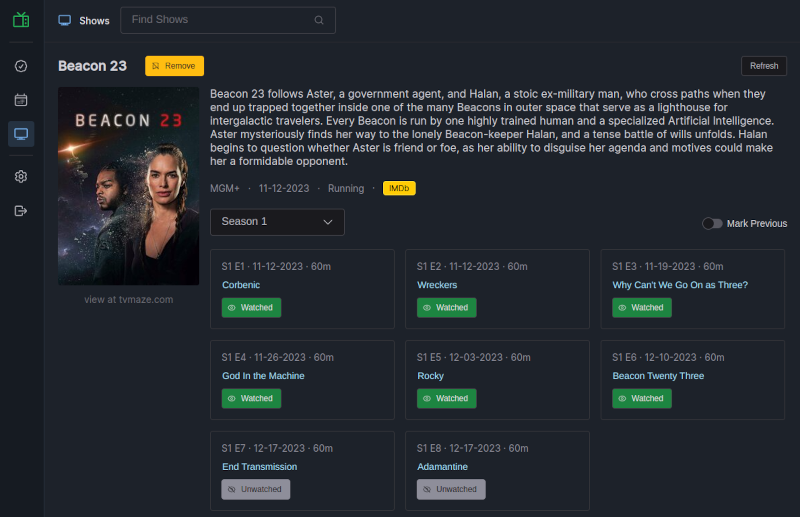 Shows
Find Shows
Beacon 23
Remove
Refresh
BEACON 23
Beacon 23 follows Aster, a government agent, and Halan, a stoic ex-military man, who cross paths when they
end up trapped together inside one of the many Beacons in outer space that serve as a lighthouse for
intergalactic travelers. Every Beacon is run by one highly trained human and a specialized Artificial Intelligence.
Aster mysteriously finds her way to the lonely Beacon-keeper Halan, and a tense battle of wills unfolds. Halan
begins to question whether Aster is friend or foe, as her ability to disguise her agenda and motives could make
her a formidable opponent.
MGM+ · 11-12-2023 · Running · IMDb
Season 1
Mark Previous
view at tvmaze.com
S1 E1 · 11-12-2023 · 60m
Corbenic
Watched
S1 E2 · 11-12-2023 · 60m
Wreckers
Watched
S1 E3 · 11-19-2023 · 60m
Why Can't We Go On as Three?
Watched
S1 E4 · 11-26-2023 · 60m
God In the Machine
Watched
S1 E5 · 12-03-2023 · 60m
Rocky
Watched
S1 E6 · 12-10-2023 · 60m
Beacon Twenty Three
Watched
S1 E7 · 12-17-2023 · 60m
End Transmission
Unwatched
S1 E8 · 12-17-2023 · 60m
Adamantine
Unwatched